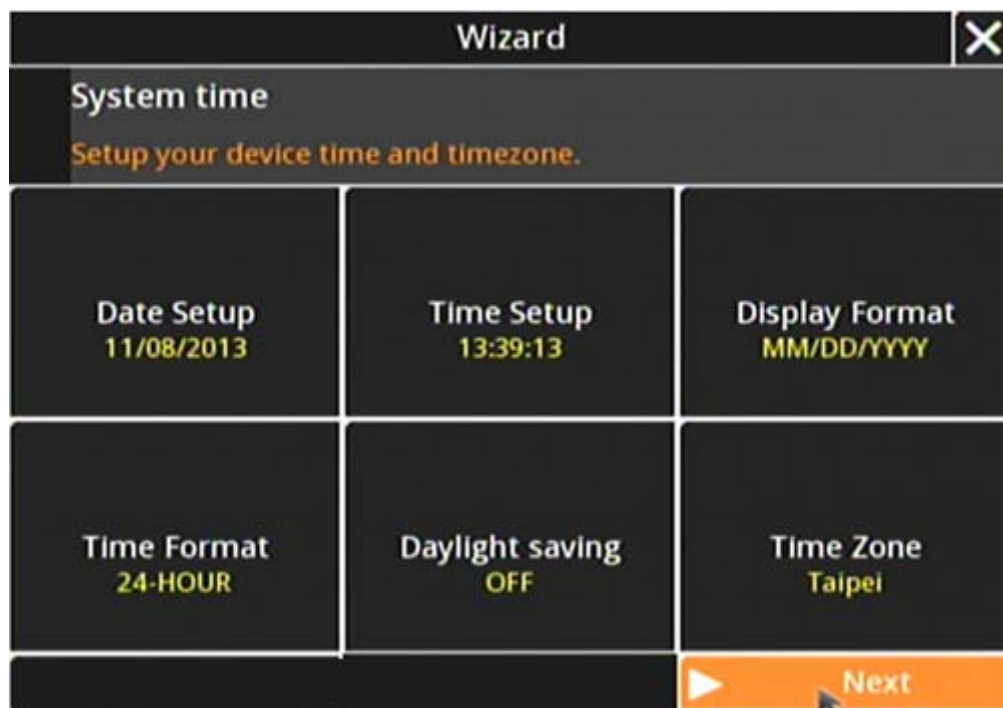 Wizard
System time
Setup your device time and timezone.
Date Setup
11/08/2013
Time Setup
13:39:13
Display Format
MM/DD/YYYY
Time Format
24-HOUR
Daylight saving
OFF
Time Zone
Taipei
Next